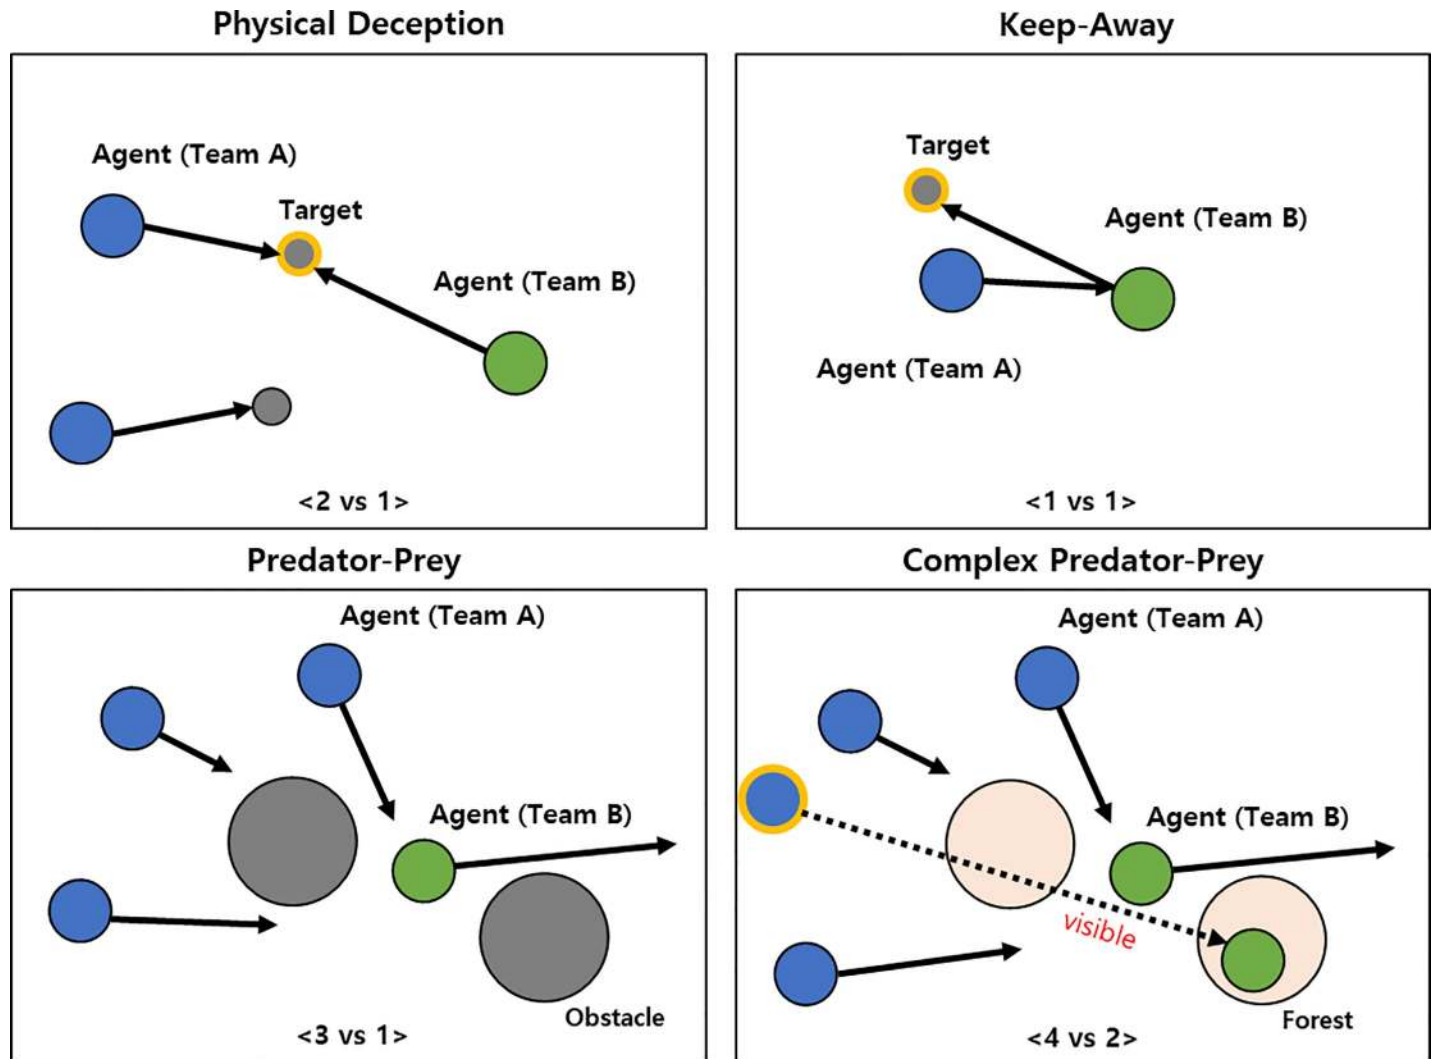 Physical Deception
Agent (Team A)
Target
Agent (Team B)
<2 vs 1>
Keep-Away
Target
Agent (Team B)
Agent (Team A)
<1 vs 1>
Predator-Prey
Agent (Team A)
Agent (Team B)
Obstacle
<3 vs 1>
Complex Predator-Prey
Agent (Team A)
Agent (Team B)
visible
Forest
<4 vs 2>